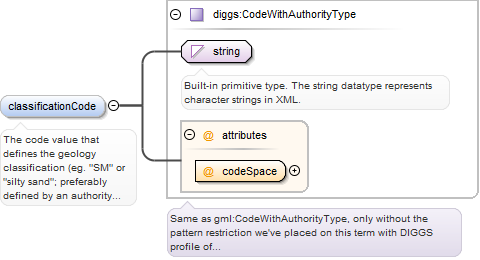 diggs:CodeWithAuthorityType
string
Built-in primitive type. The string datatype represents
character strings in XML.
classificationCode
The code value that
defines the geology
classification (eg. "SM" or
"silty sand"; preferably
defined by an authority...
@ attributes
@ codeSpace
Same as gml:CodeWithAuthorityType, only without the
pattern restriction we've placed on this term with DIGGS
profile of...